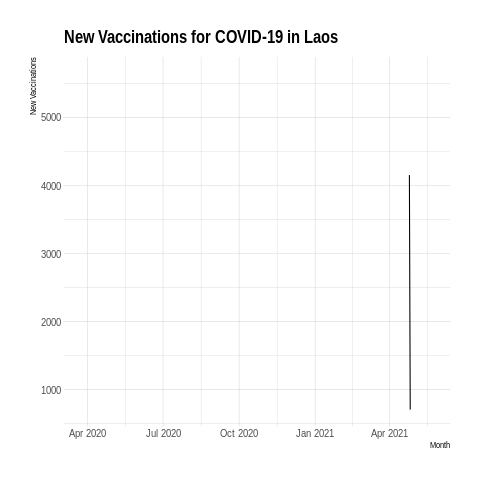 New Vaccinations for COVID-19 in Laos
New Vaccinations
5000
4000
3000
2000
1000
Apr 2020 Jul 2020 Oct 2020 Jan 2021 Apr 2021
Month